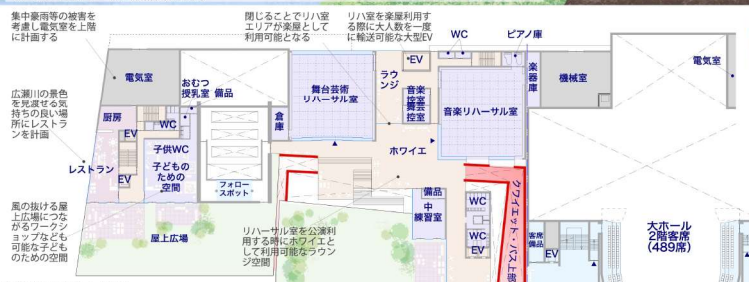 集中豪雨等の被害を
考慮し電気室を上階
に計画する
閉じることでリハ室
エリアが楽屋として
利用可能となる
リハ室を楽屋利用す
る際に大人数を一度
に輸送可能な大型EV
WC
ピアノ庫
EV
電気室
おむつ
授乳室 備品
舞台芸術
リハーサル室
ラウ
ンジ
音楽
控室
舞芸
控室
音楽リハーサル室
楽器庫
機械室
電気室
広瀬川の景色
を見渡せる気
持ちの良い場
所にレストラ
ンを計画
厨房
WC
EV
倉庫
子供WC
ホワイエ
レストラン
子どもの
ための
空間
EV
フォロー
スポット
クワイエット・パス上部
備品
中
練習室
WC
WC
EV
風の抜ける屋
上広場につな
がるワークシ
ョップなども
可能な子ども
のための空間
屋上広場
リハーサル室を公演利
用する時にホワイエと
して利用可能なラウン
ジ空間
客席
備品
EV
大ホール
2階客席
(489席)